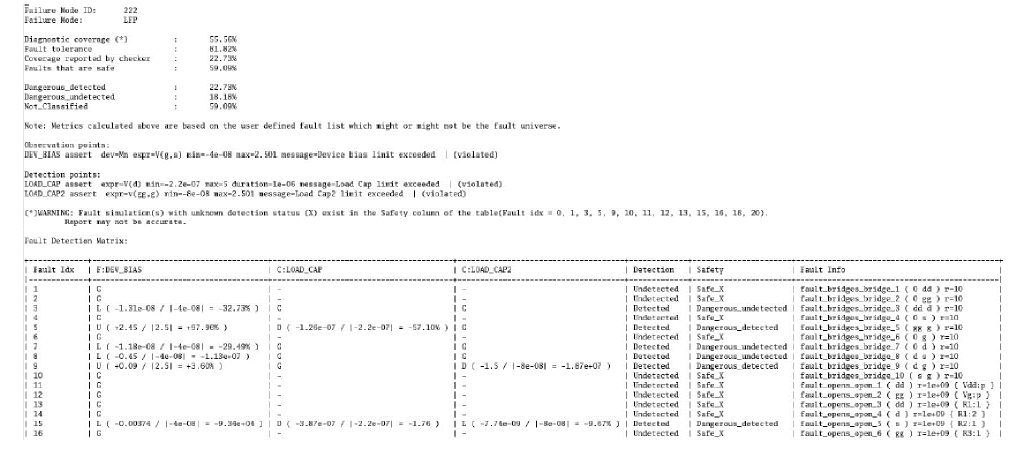 Failure Mode ID: 222
Failure Mode: LFP
Diagnostic coverage (*) : 55.56%
Fault tolerance : 81.82%
Coverage reported by checker : 22.73%
Faults that are safe : 59.09%
Dangerous_detected : 22.73%
Dangerous_undetected : 18.18%
Not_Classified : 59.09%
Note: Metrics calculated above are based on the user defined fault list which might or might not be the fault universe.
Observation points:
DEV_BIAS assert dev=Mn expr=V(g,s) min=-4e-08 max=2.501 message=Device bias limit exceeded | (violated)
Detection points:
LOAD_CAP assert expr=V(d) min=-2.2e-07 max=5 duration=1e-06 message=Load Cap limit exceeded | (violated)
LOAD_CAP2 assert expr=v(gg,g) min=-8e-08 max=2.501 message=Load Cap2 limit exceeded | (violated)
(*)WARNING: Fault simulation(s) with unknown detection status (X) exist in the Safety column of the table(Fault idx = 0, 1, 3, 5, 9, 10, 11, 12, 13, 15, 16, 18, 20).
Report may not be accurate.
Fault Detection Matrix:
| Fault Idx | F:DEV_BIAS | C:LOAD_CAP | C:LOAD_CAP2 | Detection | Safety | Fault Info |
| 1 | G | - | - | Undetected | Safe_X | fault_bridges_bridge_1 ( 0 dd ) r=10
| 2 | G | - | - | Undetected | Safe_X | fault_bridges_bridge_2 ( 0 gg ) r=10
| 3 | L ( -1.31e-08 / |-4e-08| = -32.73% ) | G | G | Detected | Dangerous_undetected | fault_bridges_bridge_3 ( dd d ) r=10
| 4 | G | - | - | Undetected | Safe_X | fault_bridges_bridge_4 ( 0 s ) r=10
| 5 | U ( +2.45 / |2.5| = +97.90% ) | D ( -1.26e-07 / |-2.2e-07| = -57.10% ) | G | Detected | Dangerous_detected | fault_bridges_bridge_5 ( gg g ) r=10
| 6 | G | - | - | Undetected | Safe_X | fault_bridges_bridge_6 ( 0 g ) r=10
| 7 | L ( -1.18e-08 / |-4e-08| = -29.49% ) | G | G | Detected | Dangerous_undetected | fault_bridges_bridge_7 ( 0 d ) r=10
| 8 | L ( -0.45 / |-4e-08| = -1.13e+07 ) | G | G | Detected | Dangerous_undetected | fault_bridges_bridge_8 ( d s ) r=10
| 9 | U ( +0.09 / |2.5| = +3.60% ) | G | D ( -1.5 / |-8e-08| = -1.87e+07 ) | Detected | Dangerous_detected | fault_bridges_bridge_9 ( d g ) r=10
| 10 | G | - | - | Undetected | Safe_X | fault_bridges_bridge_10 ( s g ) r=10
| 11 | G | - | - | Undetected | Safe_X | fault_opens_open_1 ( dd ) r=1e+09 { Vdd:p }
| 12 | G | - | - | Undetected | Safe_X | fault_opens_open_2 ( gg ) r=1e+09 { Vg:p }
| 13 | G | - | - | Undetected | Safe_X | fault_opens_open_3 ( dd ) r=1e+09 { R1:1 }
| 14 | G | - | - | Undetected | Safe_X | fault_opens_open_4 ( d ) r=1e+09 { R1:2 }
| 15 | L ( -0.00374 / |-4e-08| = -9.34e+04 ) | D ( -3.87e-07 / |-2.2e-07| = -1.76 ) | L ( -7.74e-09 / |-8e-08| = -9.67% ) | Detected | Dangerous_detected | fault_opens_open_5 ( s ) r=1e+09 { R2:1 }
| 16 | G | - | - | Undetected | Safe_X | fault_opens_open_6 ( gg ) r=1e+09 { R3:1 }